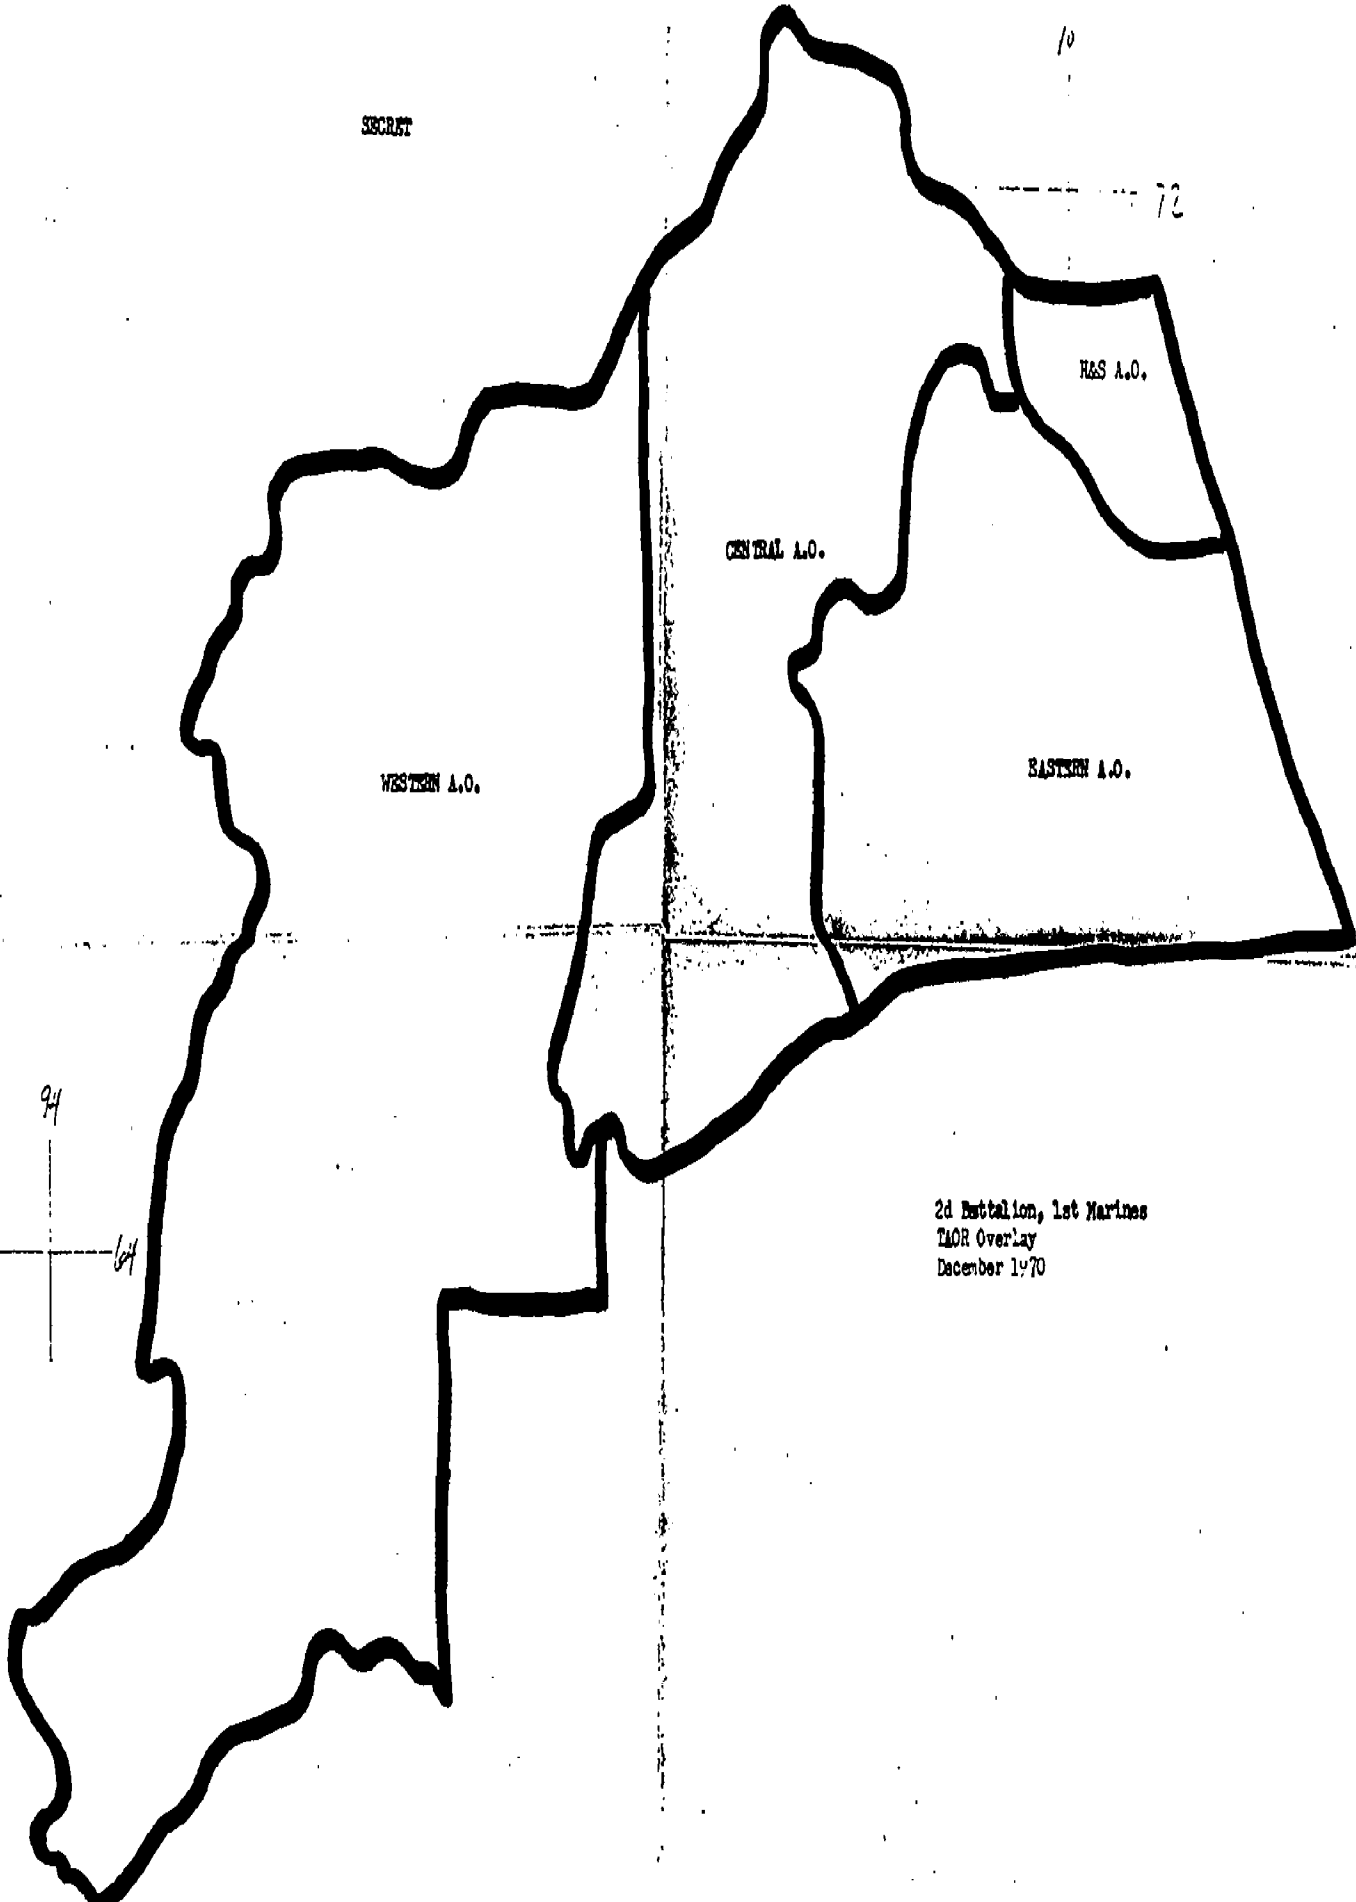 10
SECRET
72
H&S A.O.
CENTRAL A.O.
WESTERN A.O.
EASTERN A.O.
94
64
2d Battalion, 1st Marines
TAOR Overlay
December 1970